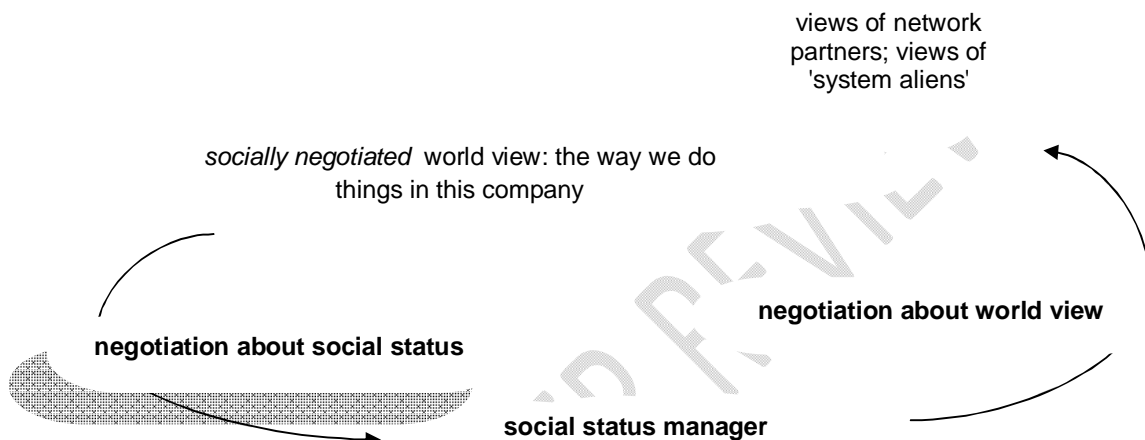 views of network
partners; views of
'system aliens'
socially negotiated world view: the way we do
things in this company
negotiation about world view
negotiation about social status
social status manager